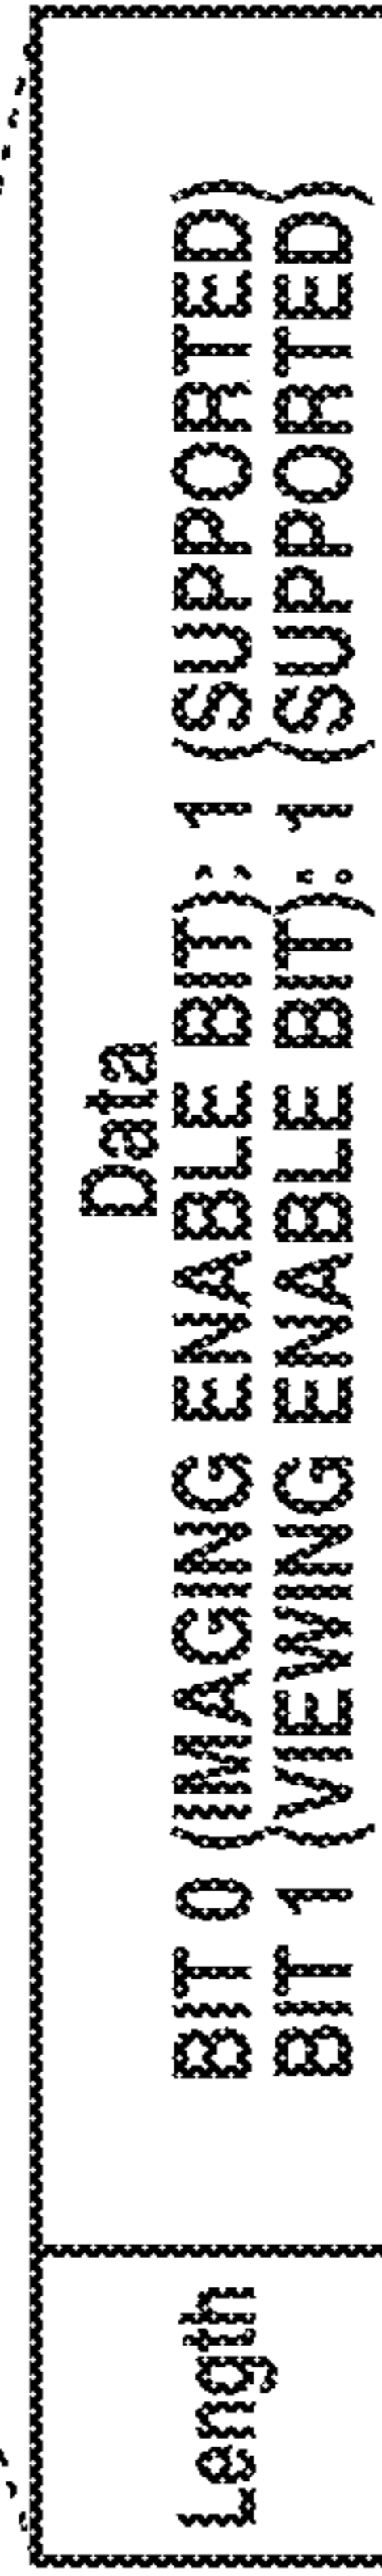 Length
Data
BIT 0 (IMAGING ENABLE BIT): 1 (SUPPORTED)
BIT 1 (VIEWING ENABLE BIT): 1 (SUPPORTED)